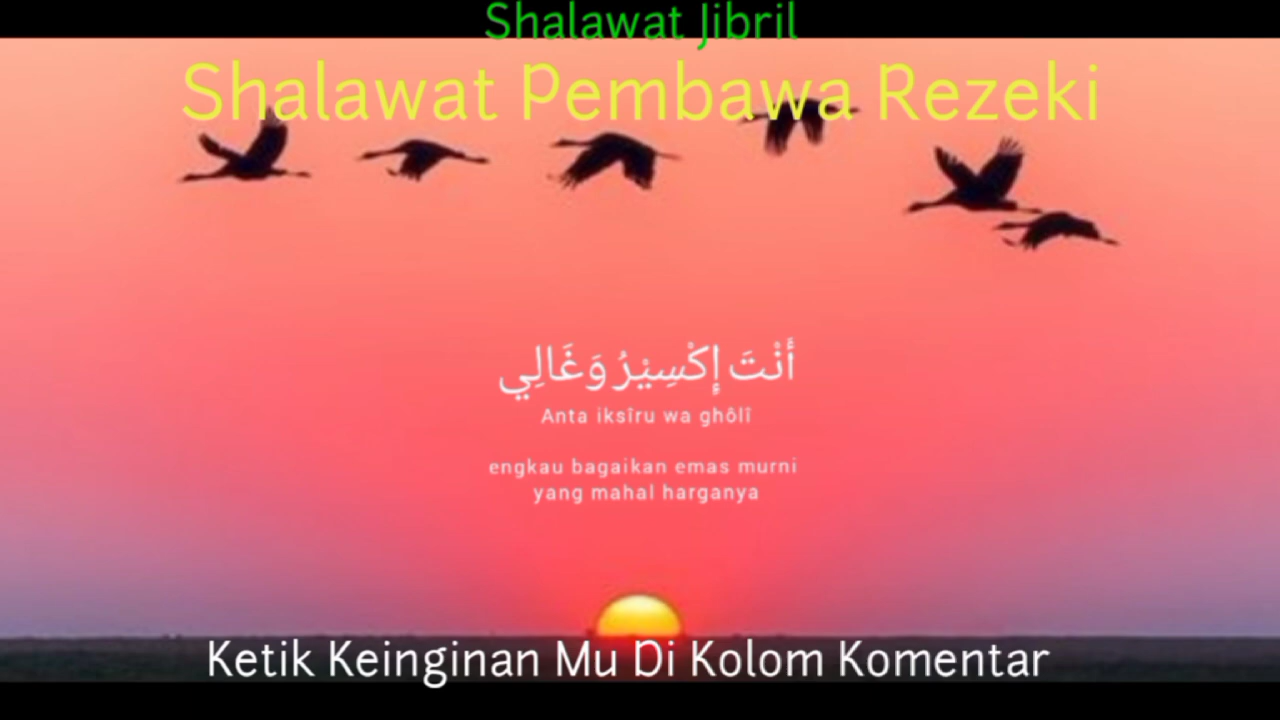 Shalawat Jibril
Shalawat Pembawa Rezeki
أَنْتَ إِكْسِيْرُ وَغَالِي
Anta iksîru wa ghôlî
engkau bagaikan emas murni
yang mahal harganya
Ketik Keinginan Mu Di Kolom Komentar